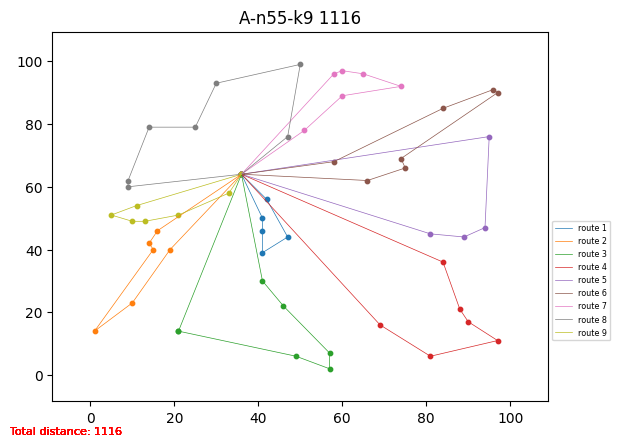 A-n55-k9 1116
100
80
60
40
20
0
0 20 40 60 80 100
route 1
route 2
route 3
route 4
route 5
route 6
route 7
route 8
route 9
Total distance: 1116